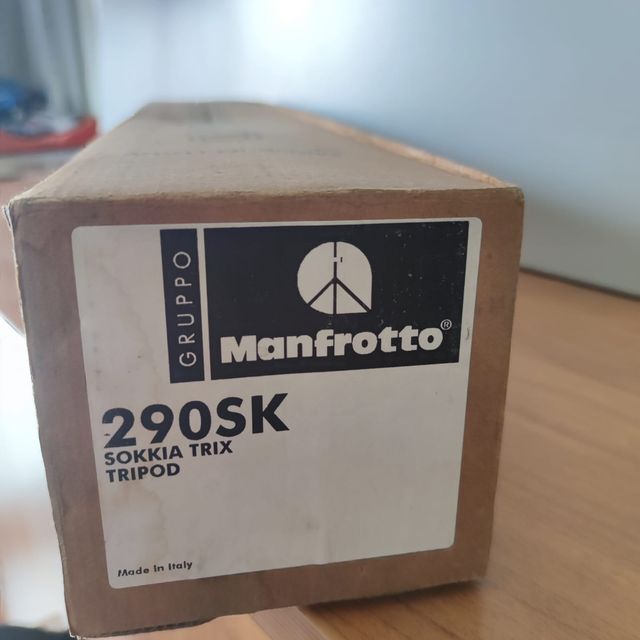 GRUPPO
Manfrotto®
290SK
SOKKIA TRIX
TRIPOD
Made in Italy